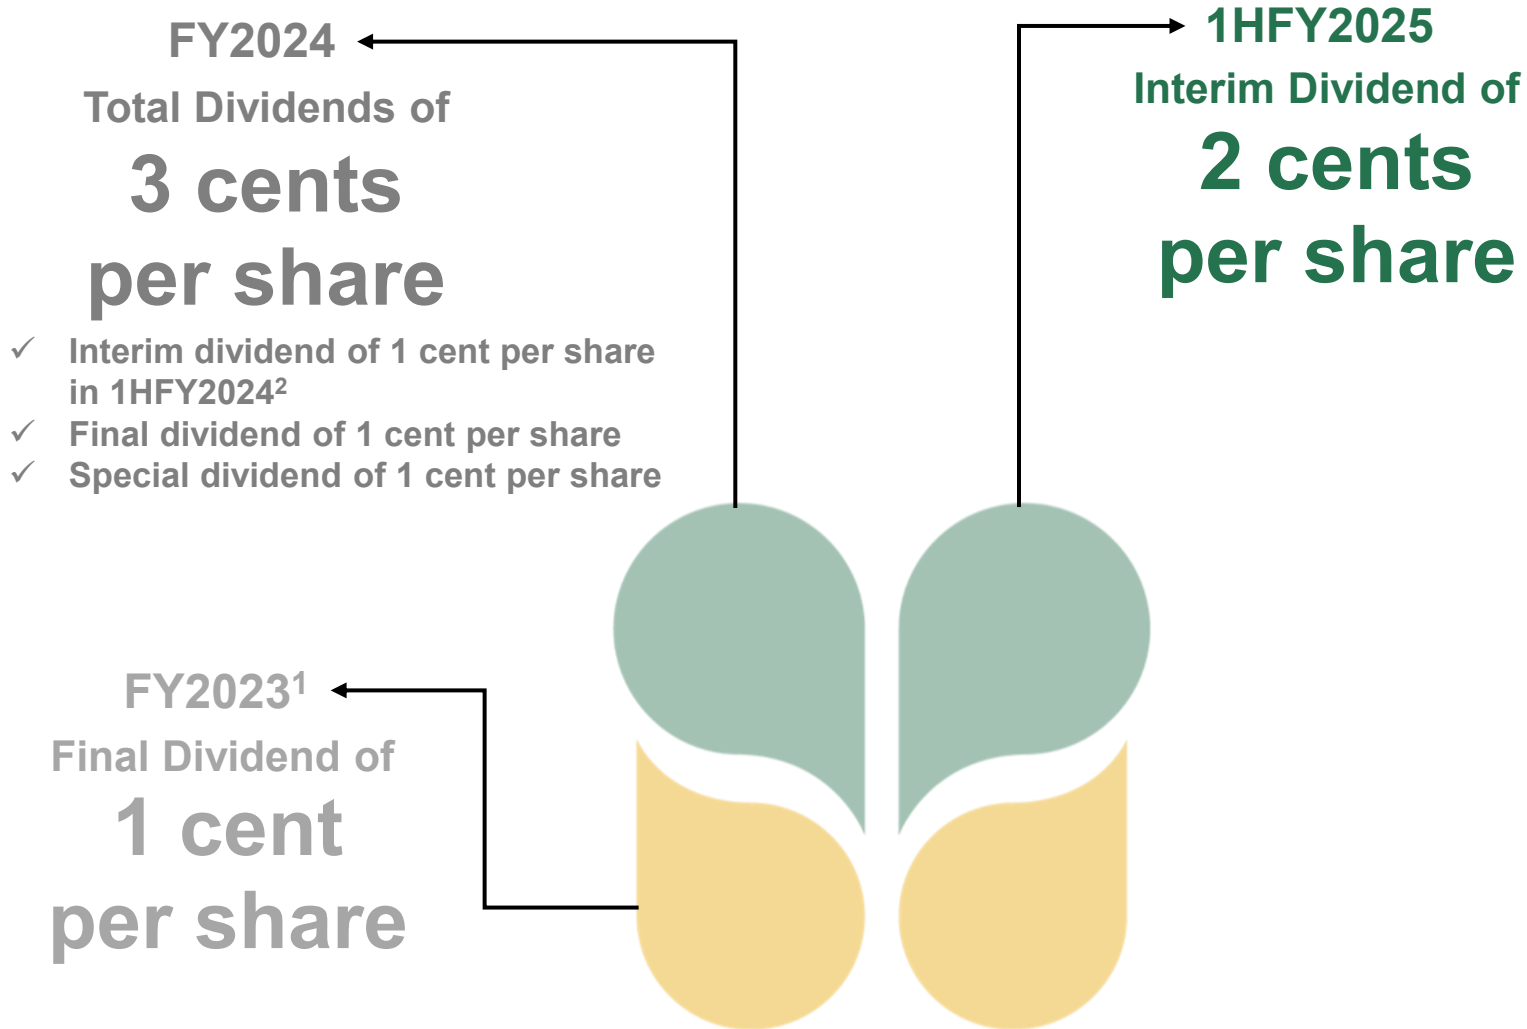 FY2024
Total Dividends of
3 cents
per share
✓ Interim dividend of 1 cent per share
in 1HFY2024²
✓ Final dividend of 1 cent per share
✓ Special dividend of 1 cent per share
1HFY2025
Interim Dividend of
2 cents
per share
FY2023¹
Final Dividend of
1 cent
per share